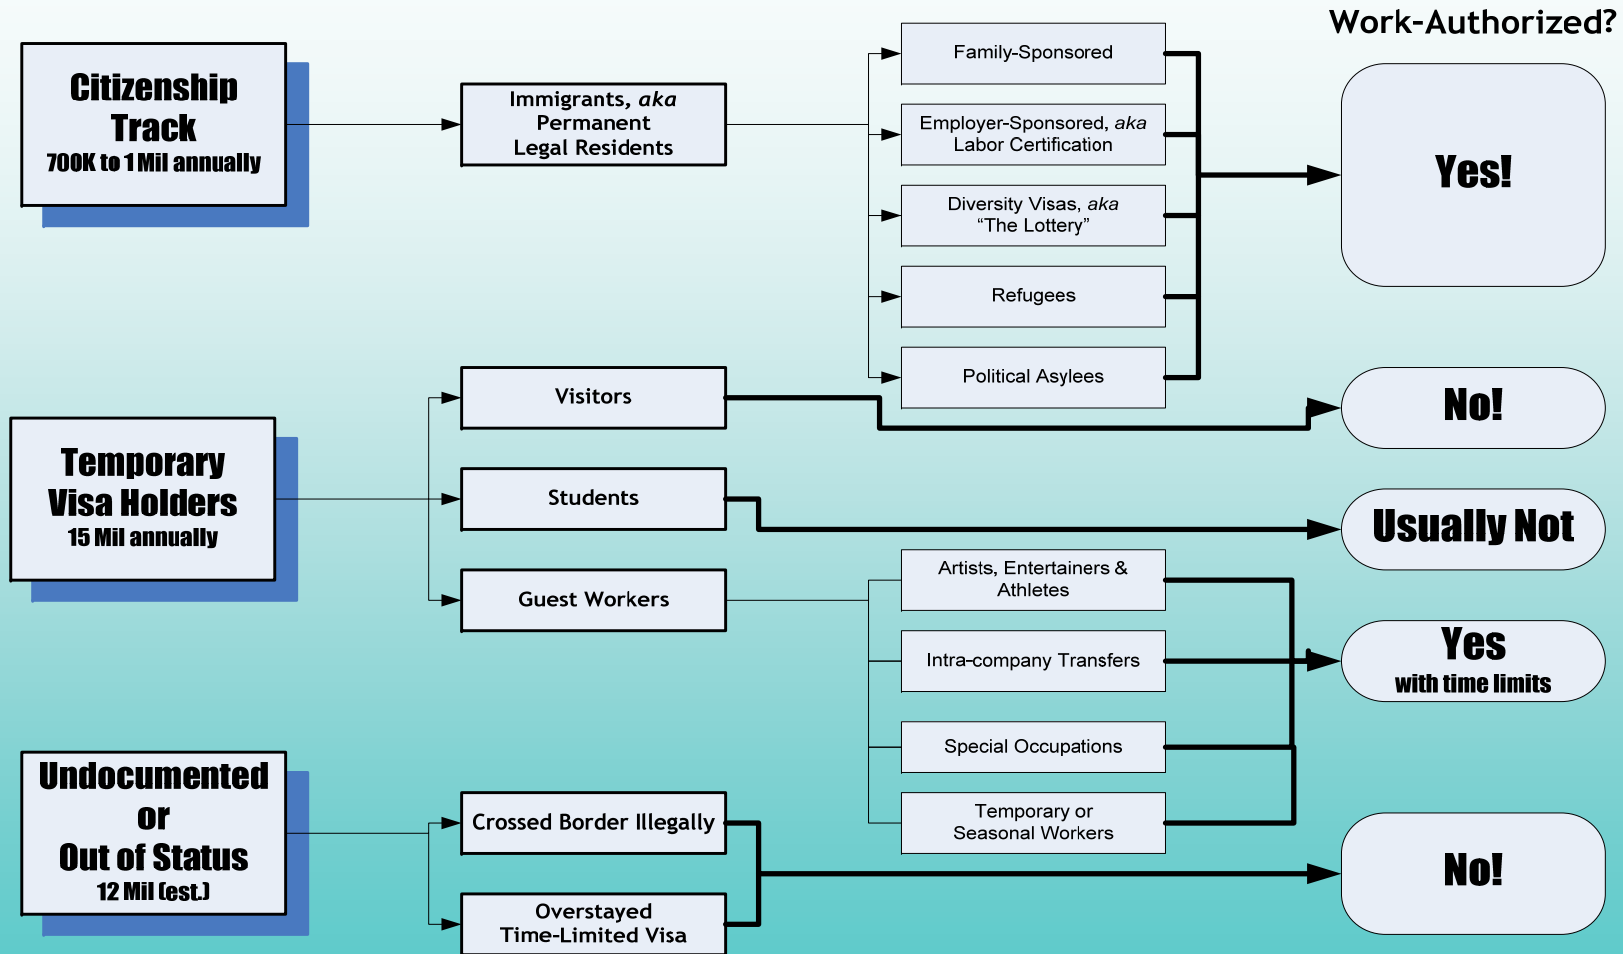 Work-Authorized?
Citizenship
Track
700K to 1 Mil annually
Immigrants, aka
Permanent
Legal Residents
Family-Sponsored
Employer-Sponsored, aka
Labor Certification
Diversity Visas, aka
“The Lottery”
Refugees
Political Asylees
Yes!
Temporary
Visa Holders
15 Mil annually
Visitors
No!
Students
Usually Not
Guest Workers
Artists, Entertainers &
Athletes
Intra-company Transfers
Special Occupations
Temporary or
Seasonal Workers
Yes
with time limits
Undocumented
or
Out of Status
12 Mil (est.)
Crossed Border Illegally
Overstayed
Time-Limited Visa
No!